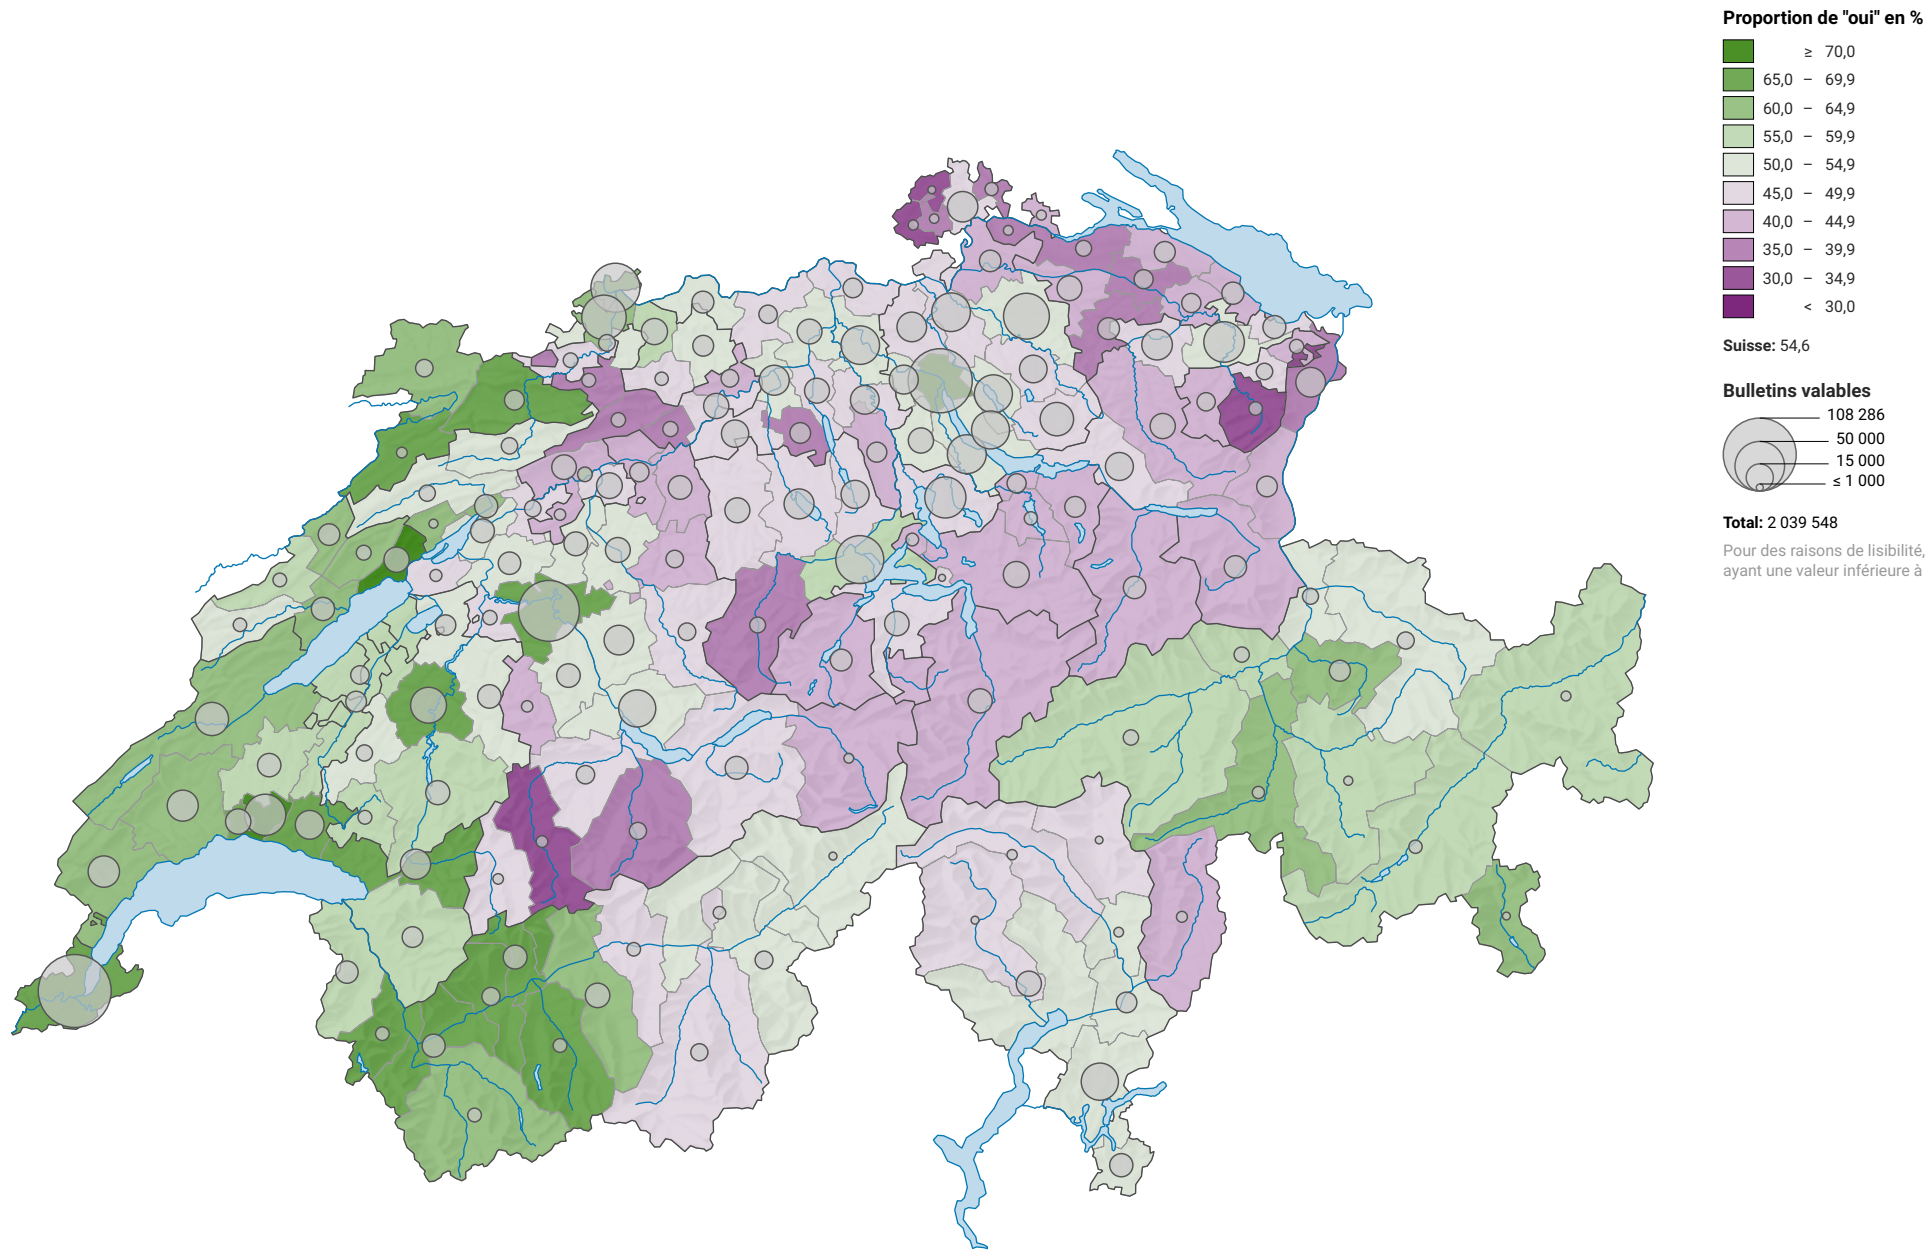 Proportion de "oui" en %
≥ 70,0
65,0 – 69,9
60,0 – 64,9
55,0 – 59,9
50,0 – 54,9
45,0 – 49,9
40,0 – 44,9
35,0 – 39,9
30,0 – 34,9
< 30,0
Suisse: 54,6
Bulletins valables
108 286
50 000
15 000
≤ 1 000
Total: 2 039 548
Pour des raisons de lisibilité,
ayant une valeur inférieure à